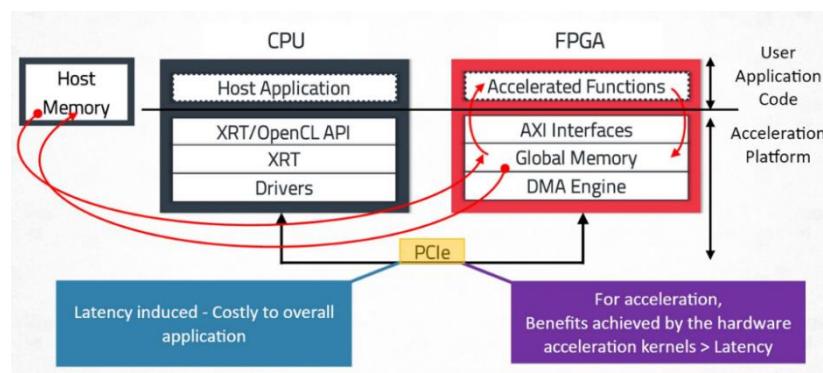 CPU
FPGA
Host
Memory
Host Application
XRT/OpenCL API
XRT
Drivers
Accelerated Functions
AXI Interfaces
Global Memory
DMA Engine
User
Application
Code
Acceleration
Platform
PCIe
Latency induced - Costly to overall
application
For acceleration,
Benefits achieved by the hardware
acceleration kernels > Latency